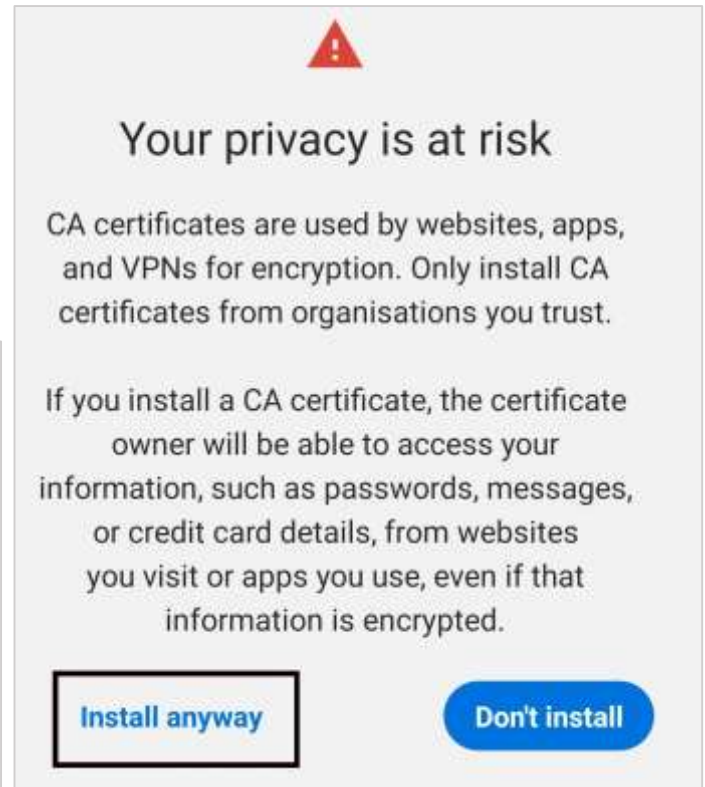 Your privacy is at risk
CA certificates are used by websites, apps,
and VPNs for encryption. Only install CA
certificates from organisations you trust.
If you install a CA certificate, the certificate
owner will be able to access your
information, such as passwords, messages,
or credit card details, from websites
you visit or apps you use, even if that
information is encrypted.
Install anyway
Don't install